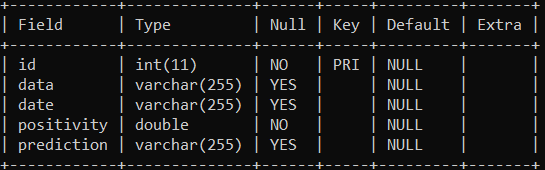 +------------+--------------+------+-----+---------+-------+
| Field      | Type         | Null | Key | Default | Extra |
+------------+--------------+------+-----+---------+-------+
| id         | int(11)      | NO   | PRI | NULL    |       |
| data       | varchar(255) | YES  |     | NULL    |       |
| date       | varchar(255) | YES  |     | NULL    |       |
| positivity | double       | NO   |     | NULL    |       |
| prediction | varchar(255) | YES  |     | NULL    |       |
+------------+--------------+------+-----+---------+-------+